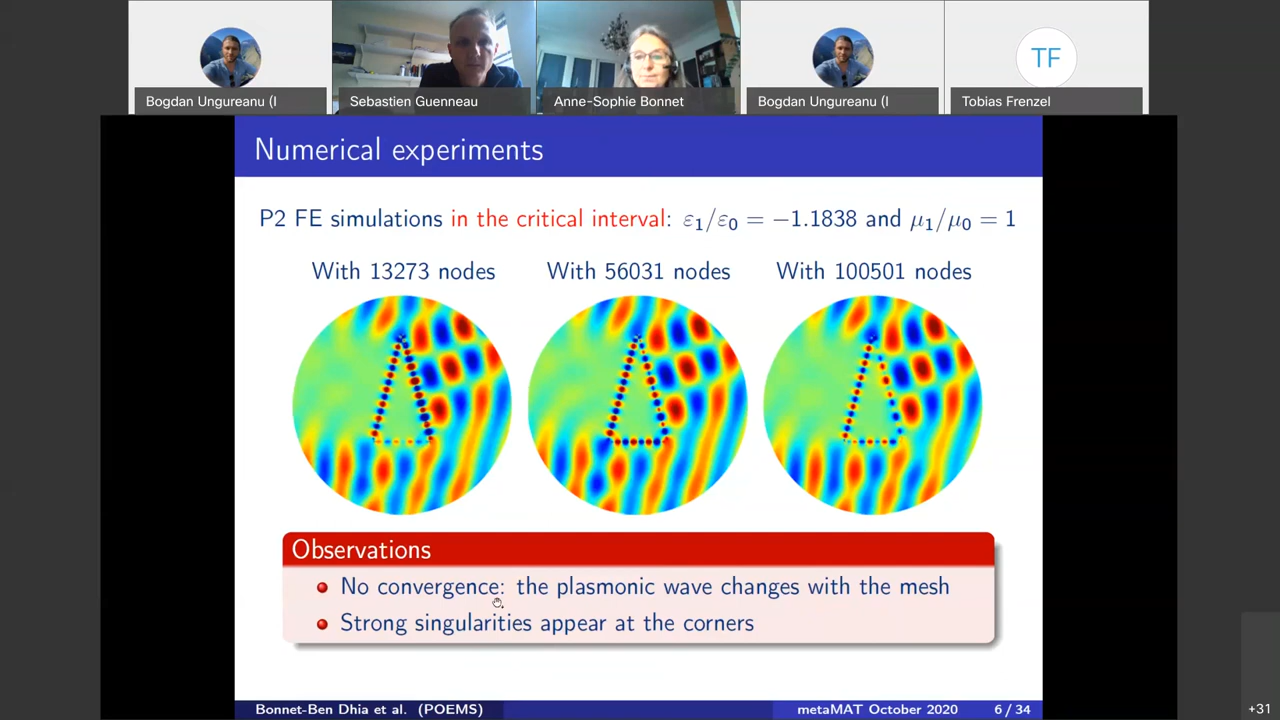 Bogdan Ungureanu (I
Sebastien Guenneau
Anne-Sophie Bonnet
Bogdan Ungureanu (I
TF
Tobias Frenzel
Numerical experiments
P2 FE simulations in the critical interval: ε₁/ε₀ = −1.1838 and μ₁/μ₀ = 1
With 13273 nodes
With 56031 nodes
With 100501 nodes
Observations
No convergence: the plasmonic wave changes with the mesh
Strong singularities appear at the corners
Bonnet-Ben Dhia et al. (POEMS)
metaMAT October 2020
6 / 34
+31